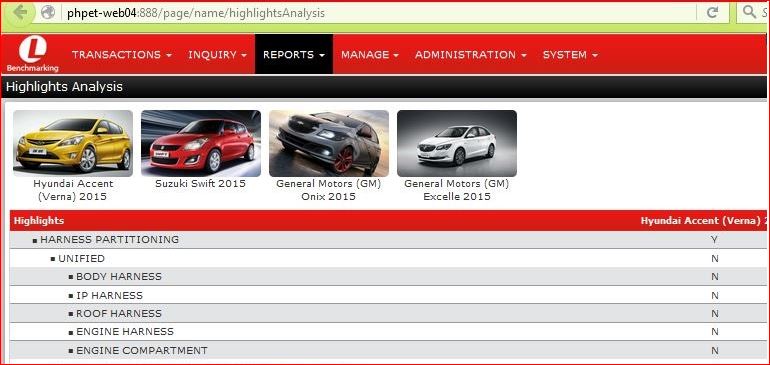 phpet-web04:888/page/name/highlightsAnalysis
S
L
Benchmarking
TRANSACTIONS INQUIRY REPORTS MANAGE ADMINISTRATION SYSTEM
Highlights Analysis
Hyundai Accent
(Verna) 2015
Suzuki Swift 2015
General Motors (GM)
Onix 2015
General Motors (GM)
Excelle 2015
Highlights Hyundai Accent (Verna) 2
HARNESS PARTITIONING Y
UNIFIED N
BODY HARNESS N
IP HARNESS N
ROOF HARNESS N
ENGINE HARNESS N
ENGINE COMPARTMENT N